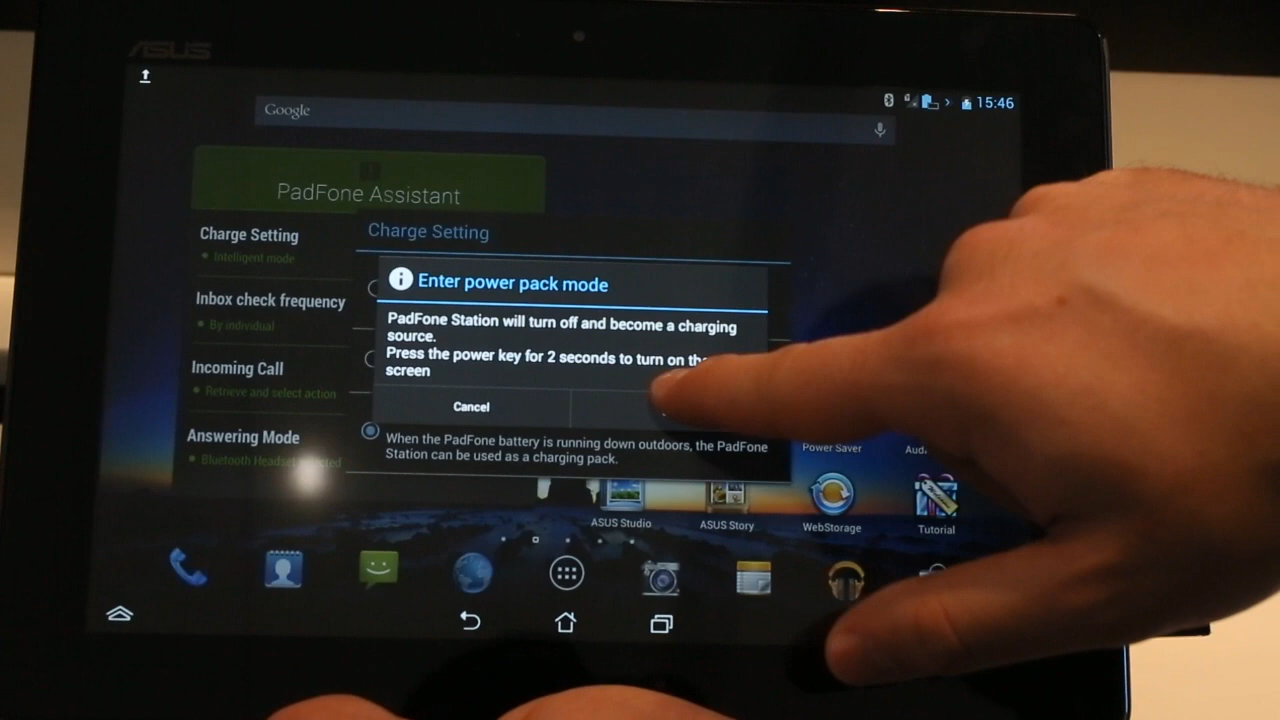 ASUS
15:46
Google
PadFone Assistant
Charge Setting
Intelligent mode
Inbox check frequency
By individual
Incoming Call
Retrieve and select action
Answering Mode
Bluetooth Headset
Charge Setting
Enter power pack mode
PadFone Station will turn off and become a charging
source.
Press the power key for 2 seconds to turn on
screen
Cancel
When the PadFone battery is running down outdoors, the PadFone
Station can be used as a charging pack.
Power Saver
ASUS Studio
ASUS Story
WebStorage
Tutorial